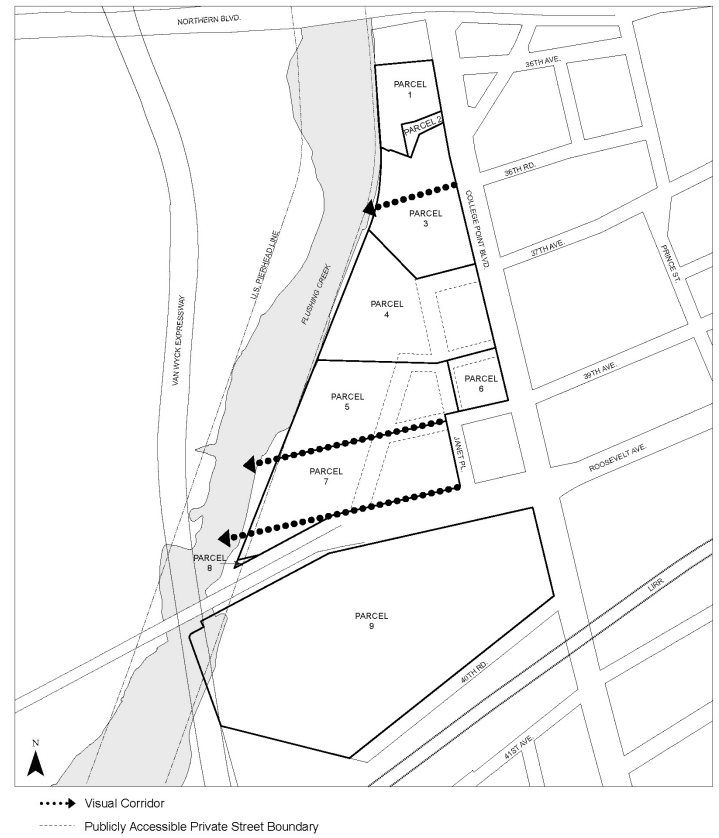 NORTHERN BLVD.
36TH AVE.
PARCEL
1
PARCEL 2
36TH RD.
PARCEL
3
COLLEGE POINT BLVD.
37TH AVE.
PRINCE ST.
U.S. PIERHEAD LINE
FLUSHING CREEK
VAN WYCK EXPRESSWAY
PARCEL
4
PARCEL
5
PARCEL
6
39TH AVE.
JANET PL.
ROOSEVELT AVE.
PARCEL
7
PARCEL
8
PARCEL
9
LIRR
40TH RD.
41ST AVE.
N
Visual Corridor
Publicly Accessible Private Street Boundary